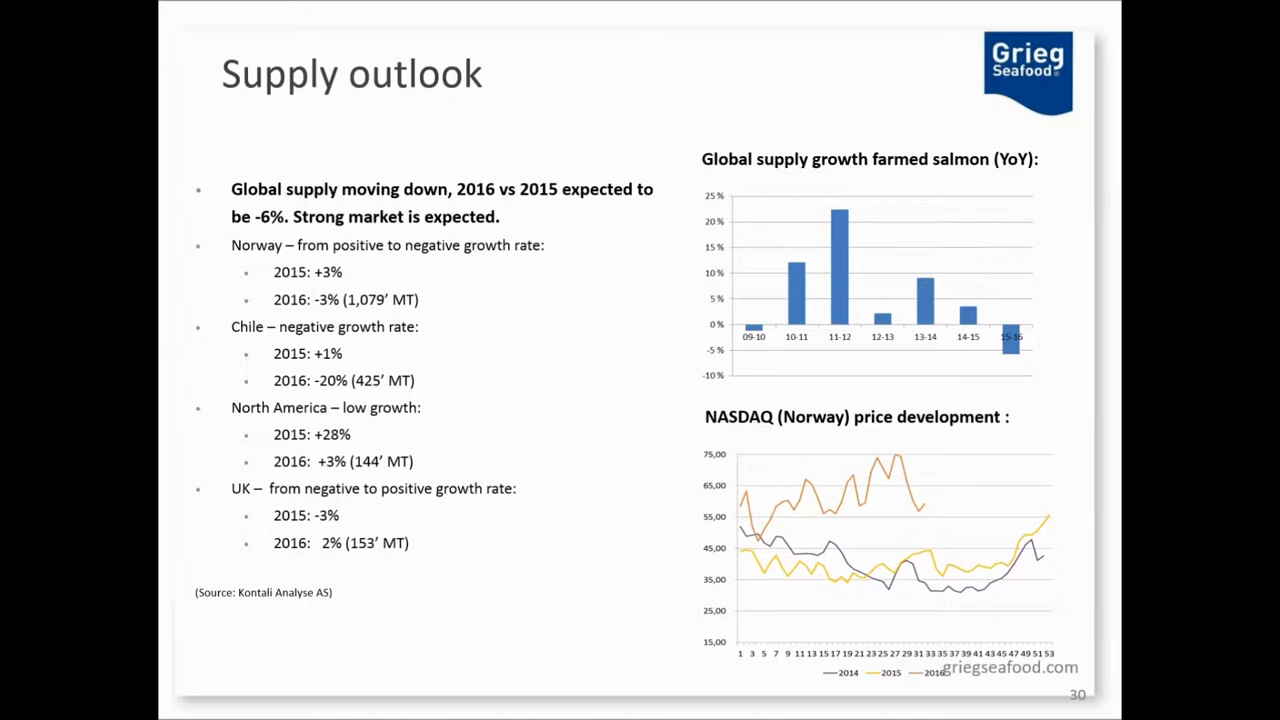 Supply outlook
Grieg
Seafood®
Global supply moving down, 2016 vs 2015 expected to
be -6%. Strong market is expected.
Norway – from positive to negative growth rate:
2015: +3%
2016: -3% (1,079’ MT)
Chile – negative growth rate:
2015: +1%
2016: -20% (425’ MT)
North America – low growth:
2015: +28%
2016: +3% (144’ MT)
UK – from negative to positive growth rate:
2015: -3%
2016: 2% (153’ MT)
(Source: Kontali Analyse AS)
Global supply growth farmed salmon (YoY):
25 %
20 %
15 %
10 %
5 %
0 %
-5 %
-10 %
09-10 10-11 11-12 12-13 13-14 14-15 15-16
NASDAQ (Norway) price development :
75,00
65,00
55,00
45,00
35,00
25,00
15,00
1 3 5 7 9 11 13 15 17 19 21 23 25 27 29 31 33 35 37 39 41 43 45 47 49 51 53
2014 2015 2016
griegseafood.com
30